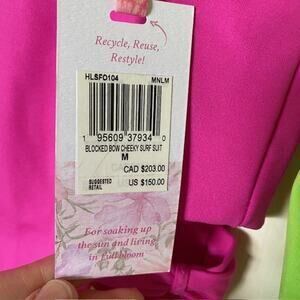 Recycle, Reuse,
Restyle!
HLSFO104 MNLM
1 95609 37934 0
BLOCKED BOW CHEEKY SURF SUIT
M
CAD $203.00
SUGGESTED
RETAIL US $150.00
For soaking up
the sun and living
in full bloom